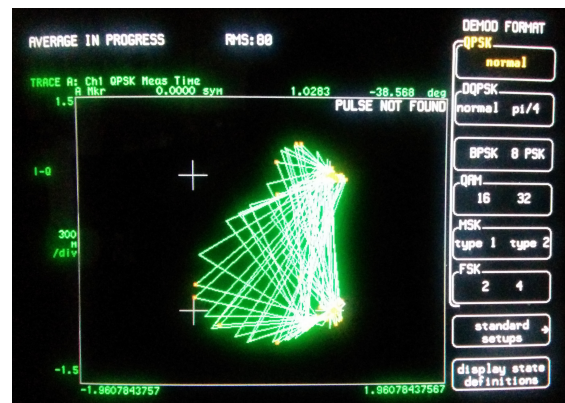 AVERAGE IN PROGRESS RMS:80
DEMOD FORMAT
QPSK
normal
TRACE A: Ch1 QPSK Meas Time
A Mkr 0.0000 sym 1.0283 -38.568 deg
1.5
PULSE NOT FOUND
DQPSK
normal pi/4
BPSK 8 PSK
I-Q
QAM
16 32
300
M
/div
MSK
type 1 type 2
FSK
2 4
standard
setups
-1.5
display state
definitions
-1.9607843757 1.9607843567